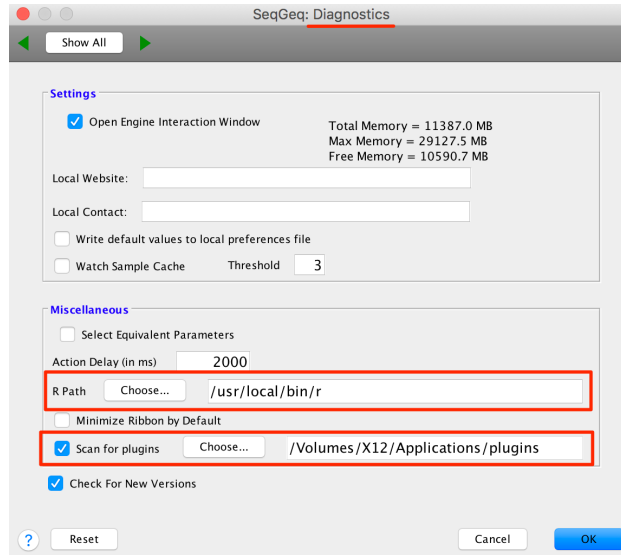 SeqGeq: Diagnostics
Show All
Settings
Open Engine Interaction Window
Total Memory = 11387.0 MB
Max Memory = 29127.5 MB
Free Memory = 10590.7 MB
Local Website:
Local Contact:
Write default values to local preferences file
Watch Sample Cache Threshold 3
Miscellaneous
Select Equivalent Parameters
Action Delay (in ms) 2000
R Path Choose... /usr/local/bin/r
Minimize Ribbon by Default
Scan for plugins Choose... /Volumes/X12/Applications/plugins
Check For New Versions
? Reset Cancel OK